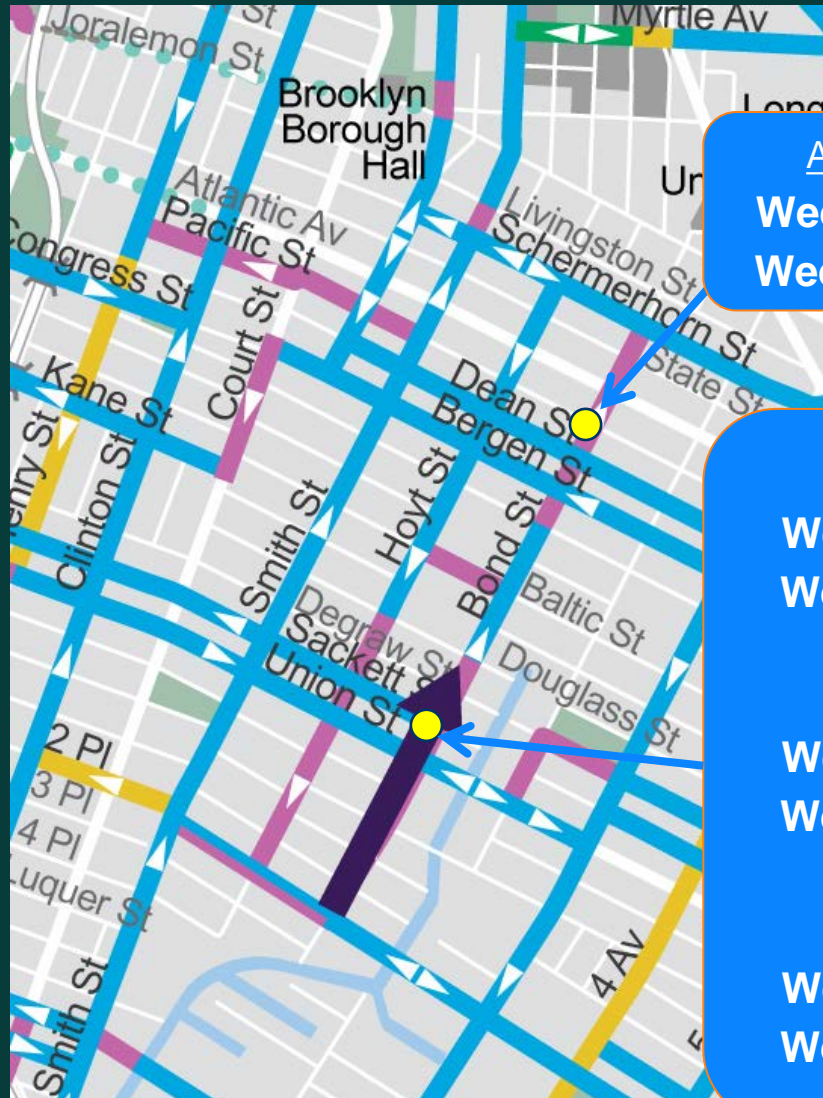 St
St
Myrtle Av
Joralemon St
Brooklyn
Borough
Hall
Atlantic Av
Pacific St
Livingston St
Schermerhorn St
Congress St
Court St
State St
Kane St
Dean St
Bergen St
Clinton St
Smith St
Hoyt St
Bond St
Baltic St
Degraw St
Sackett S
Union St
Douglass St
2 Pl
3 Pl
4 Pl
Luquer St
4 Av
Smith St